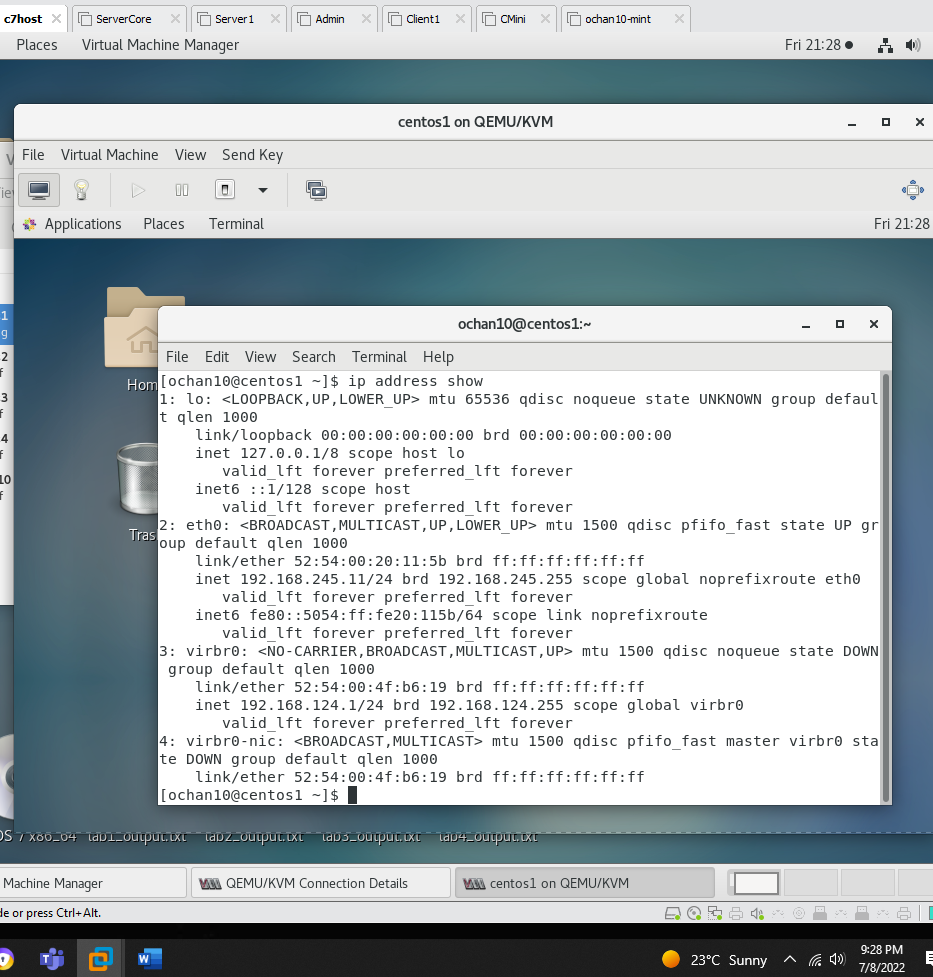 c7host ServerCore Server1 Admin Client1 CMini ochan10-mint
Places Virtual Machine Manager Fri 21:28
centos1 on QEMU/KVM
File Virtual Machine View Send Key
Applications Places Terminal Fri 21:28
ochan10@centos1:~
File Edit View Search Terminal Help
[ochan10@centos1 ~]$ ip address show
1: lo: <LOOPBACK,UP,LOWER_UP> mtu 65536 qdisc noqueue state UNKNOWN group defaul
t qlen 1000
link/loopback 00:00:00:00:00:00 brd 00:00:00:00:00:00
inet 127.0.0.1/8 scope host lo
valid_lft forever preferred_lft forever
inet6 ::1/128 scope host
valid_lft forever preferred_lft forever
2: eth0: <BROADCAST,MULTICAST,UP,LOWER_UP> mtu 1500 qdisc pfifo_fast state UP gr
oup default qlen 1000
link/ether 52:54:00:20:11:5b brd ff:ff:ff:ff:ff:ff
inet 192.168.245.11/24 brd 192.168.245.255 scope global noprefixroute eth0
valid_lft forever preferred_lft forever
inet6 fe80::5054:ff:fe20:115b/64 scope link noprefixroute
valid_lft forever preferred_lft forever
3: virbr0: <NO-CARRIER,BROADCAST,MULTICAST,UP> mtu 1500 qdisc noqueue state DOWN
group default qlen 1000
link/ether 52:54:00:4f:b6:19 brd ff:ff:ff:ff:ff:ff
inet 192.168.124.1/24 brd 192.168.124.255 scope global virbr0
valid_lft forever preferred_lft forever
4: virbr0-nic: <BROADCAST,MULTICAST> mtu 1500 qdisc pfifo_fast master virbr0 sta
te DOWN group default qlen 1000
link/ether 52:54:00:4f:b6:19 brd ff:ff:ff:ff:ff:ff
[ochan10@centos1 ~]$
Hom
Tras
OS 7 x86_64 lab1_output.txt lab2_output.txt lab3_output.txt lab4_output.txt
Machine Manager QEMU/KVM Connection Details centos1 on QEMU/KVM
de or press Ctrl+Alt.
23°C Sunny 9:28 PM
7/8/2022